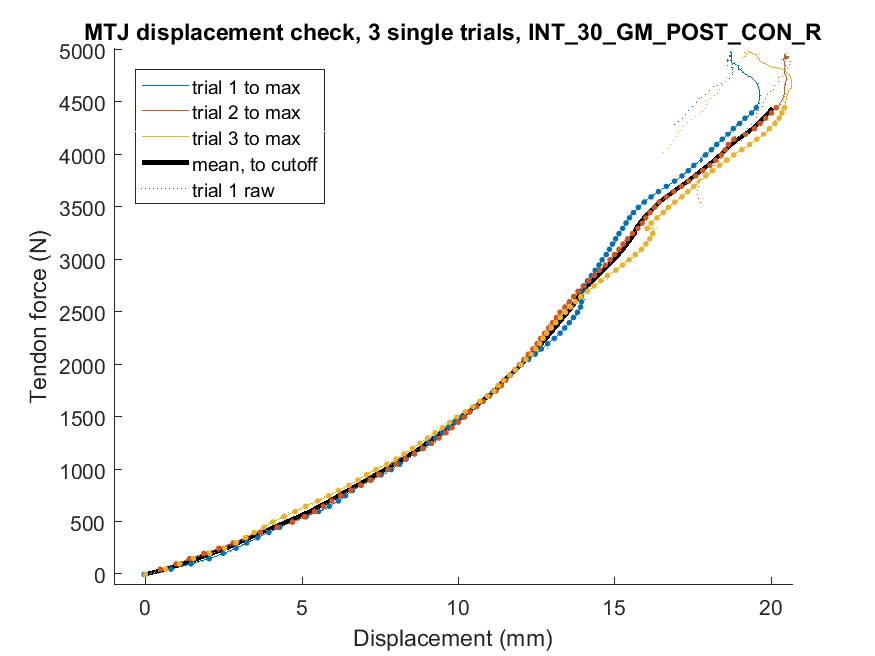 MTJ displacement check, 3 single trials, INT_30_GM_POST_CON_R
5000
4500
4000
3500
3000
2500
2000
1500
1000
500
0
Tendon force (N)
trial 1 to max
trial 2 to max
trial 3 to max
mean, to cutoff
trial 1 raw
0 5 10 15 20
Displacement (mm)